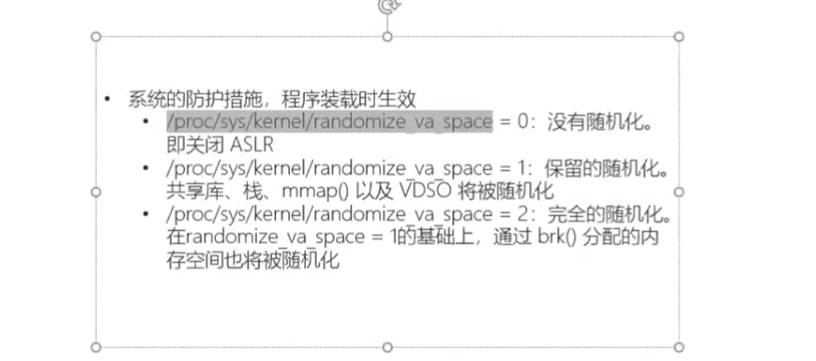 • 系统的防护措施，程序装载时生效
• /proc/sys/kernel/randomize_va_space = 0：没有随机化。
即关闭 ASLR
• /proc/sys/kernel/randomize_va_space = 1：保留的随机化。
共享库、栈、mmap() 以及 VDSO 将被随机化
• /proc/sys/kernel/randomize_va_space = 2：完全的随机化。
在randomize_va_space = 1的基础上，通过 brk() 分配的内
存空间也将被随机化